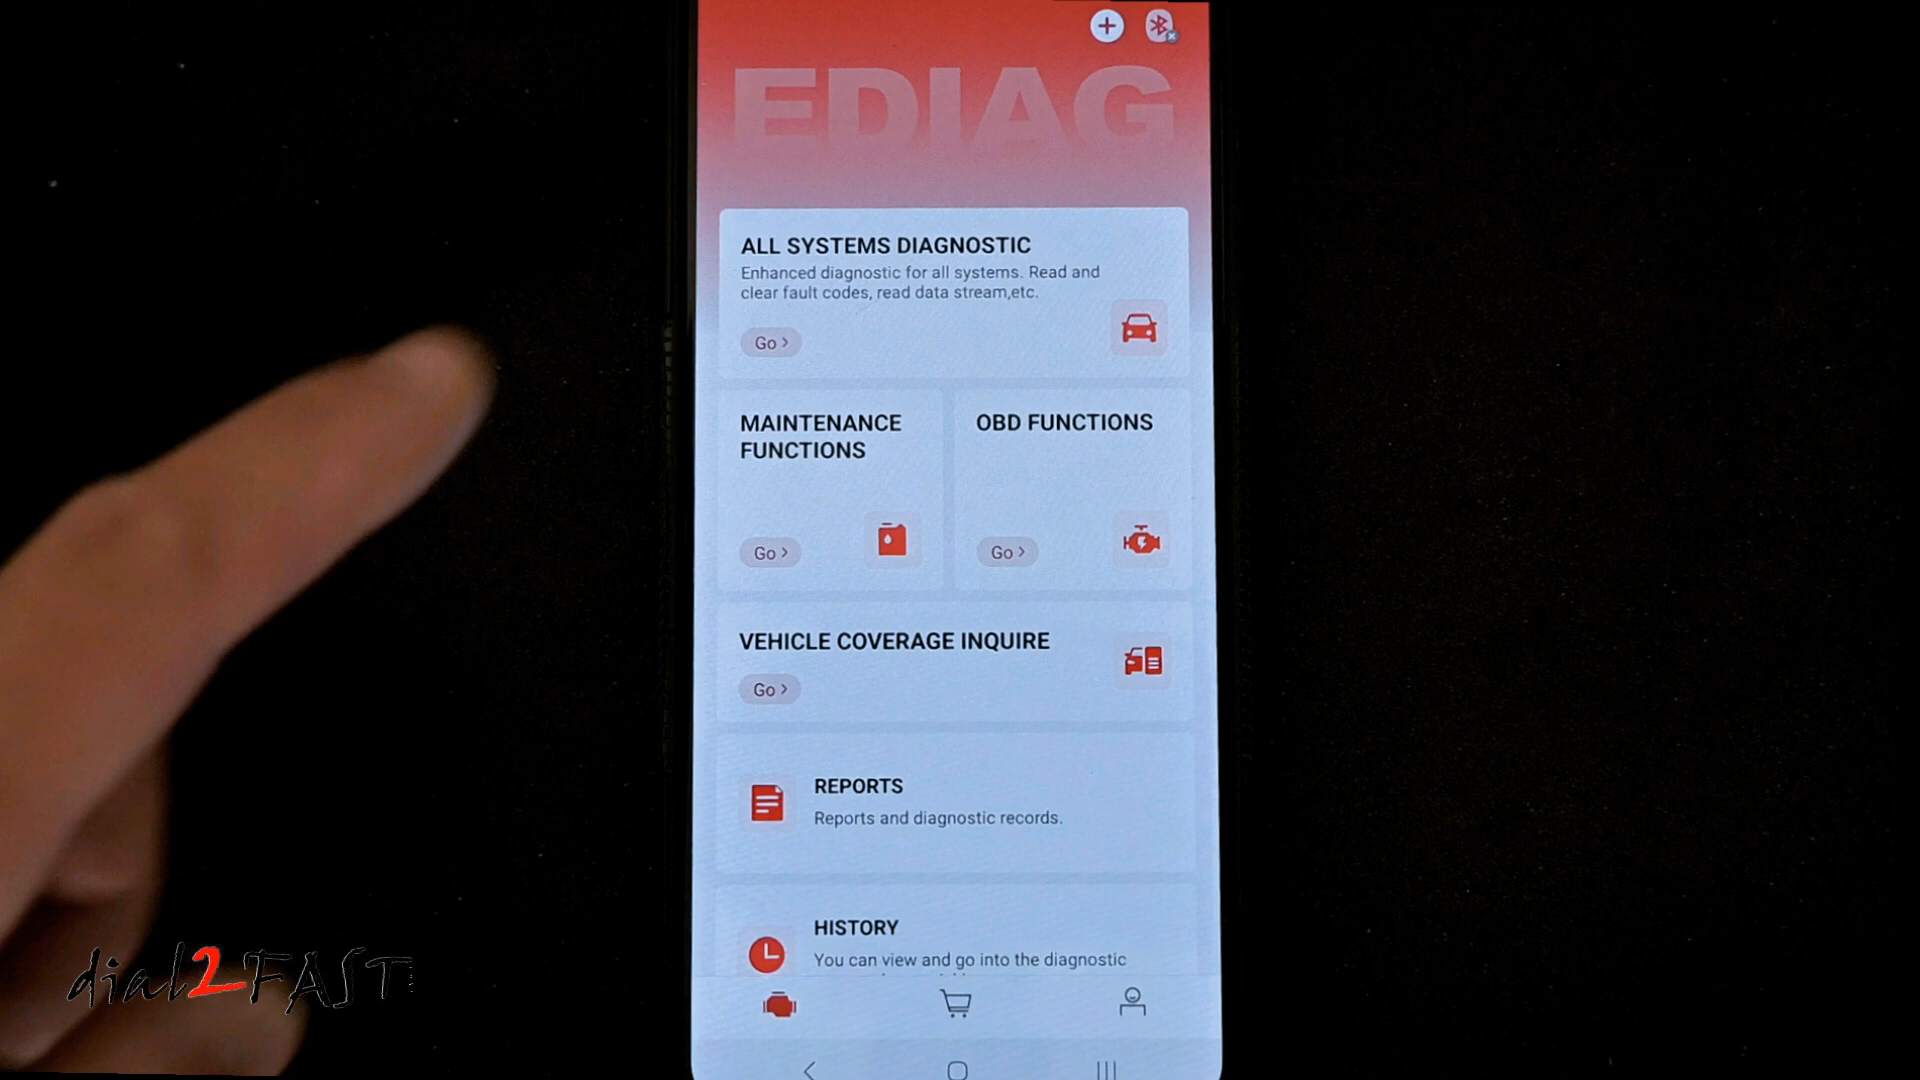 EDIAG
ALL SYSTEMS DIAGNOSTIC
Enhanced diagnostic for all systems. Read and
clear fault codes, read data stream,etc.
Go >
MAINTENANCE
FUNCTIONS
Go >
OBD FUNCTIONS
Go >
VEHICLE COVERAGE INQUIRE
Go >
REPORTS
Reports and diagnostic records.
HISTORY
You can view and go into the diagnostic
dial2FAST